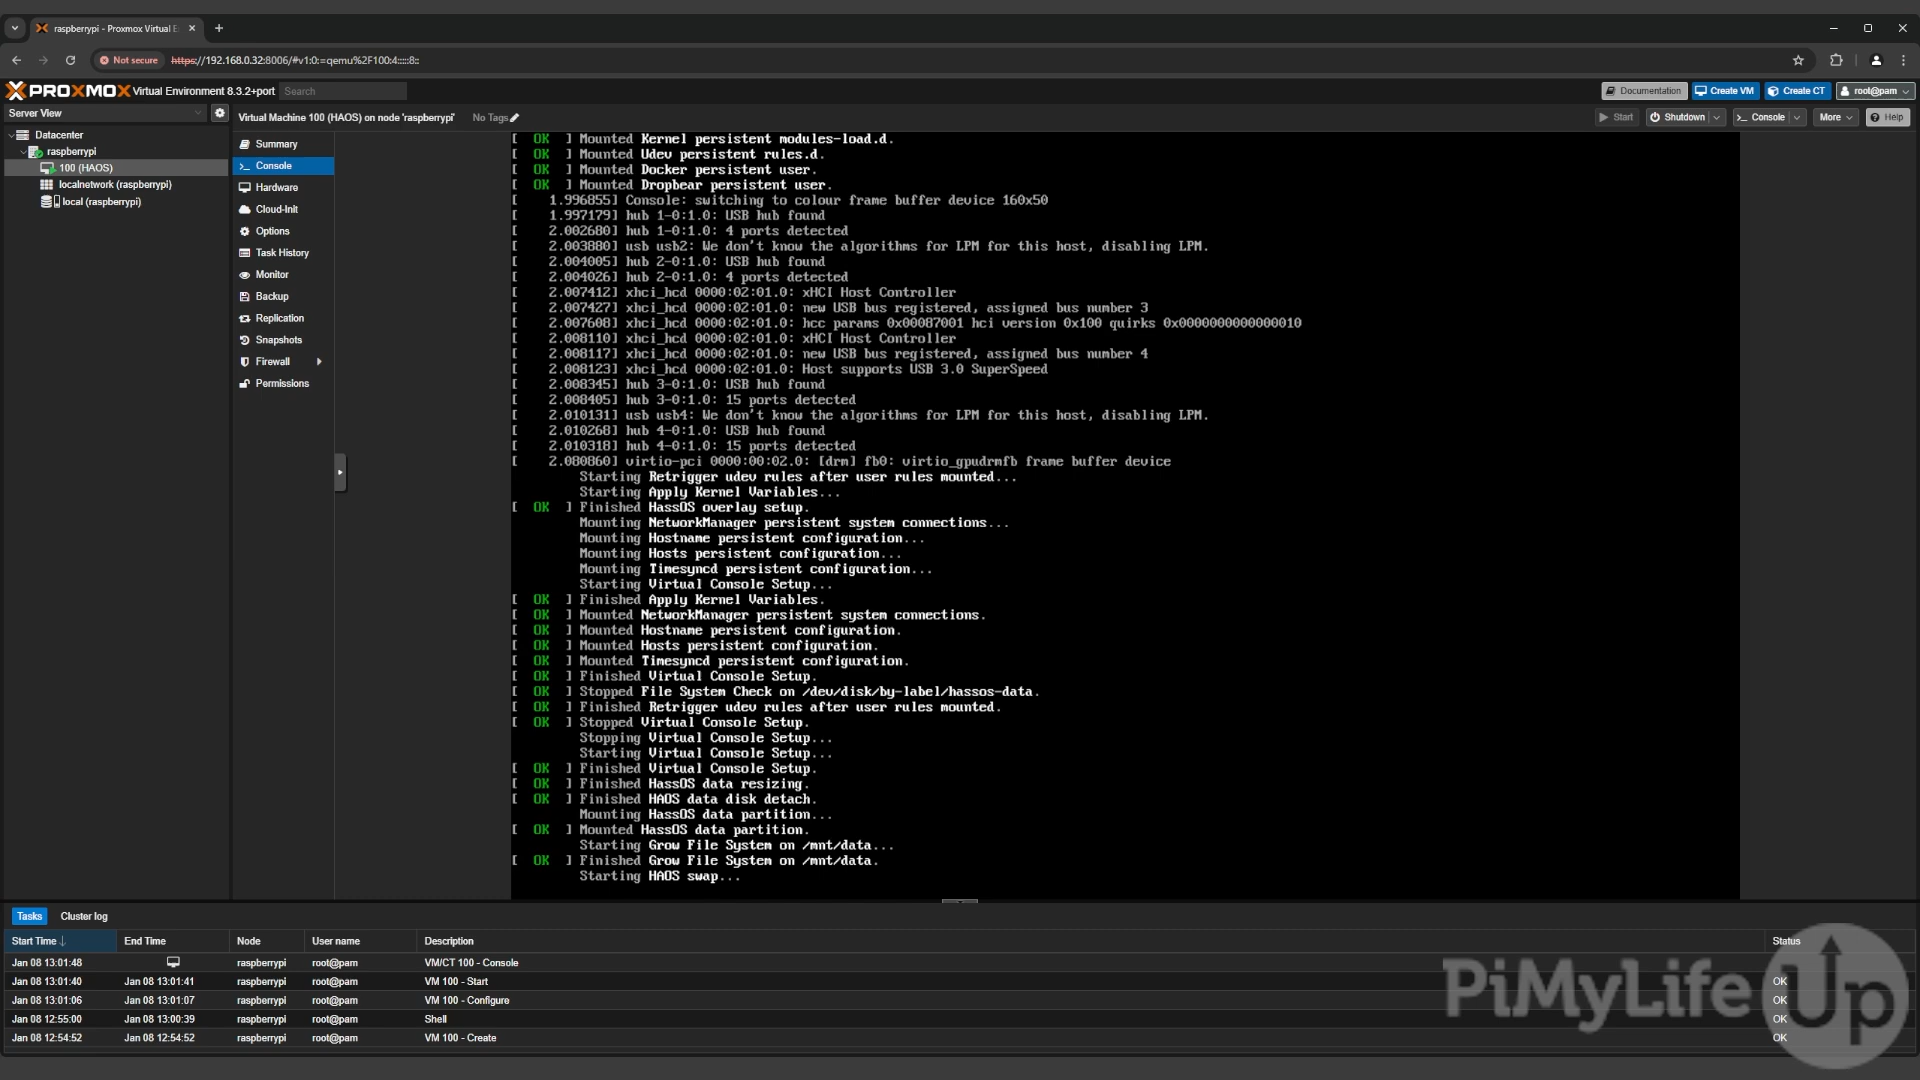 raspberrypi - Proxmox Virtual E
Not secure
https://192.168.0.32:8006/#v1:0:=qemu%2F100:4:::::8::
PROXMOX Virtual Environment 8.3.2+port
Search
Documentation
Create VM
Create CT
root@pam
Server View
Virtual Machine 100 (HAOS) on node 'raspberrypi'
No Tags
Start
Shutdown
Console
More
Help
Datacenter
raspberrypi
100 (HAOS)
localnetwork (raspberrypi)
local (raspberrypi)
Summary
Console
Hardware
Cloud-Init
Options
Task History
Monitor
Backup
Replication
Snapshots
Firewall
Permissions
[  OK  ] Mounted Kernel persistent modules-load.d.
[  OK  ] Mounted Udev persistent rules.d.
[  OK  ] Mounted Docker persistent user.
[  OK  ] Mounted Dropbear persistent user.
[    1.996855] Console: switching to colour frame buffer device 160x50
[    1.997179] hub 1-0:1.0: USB hub found
[    2.002680] hub 1-0:1.0: 4 ports detected
[    2.003880] usb usb2: We don't know the algorithms for LPM for this host, disabling LPM.
[    2.004005] hub 2-0:1.0: USB hub found
[    2.004026] hub 2-0:1.0: 4 ports detected
[    2.007412] xhci_hcd 0000:02:01.0: xHCI Host Controller
[    2.007427] xhci_hcd 0000:02:01.0: new USB bus registered, assigned bus number 3
[    2.007608] xhci_hcd 0000:02:01.0: hcc params 0x00087001 hci version 0x100 quirks 0x0000000000000010
[    2.008110] xhci_hcd 0000:02:01.0: xHCI Host Controller
[    2.008117] xhci_hcd 0000:02:01.0: new USB bus registered, assigned bus number 4
[    2.008123] xhci_hcd 0000:02:01.0: Host supports USB 3.0 SuperSpeed
[    2.008345] hub 3-0:1.0: USB hub found
[    2.008405] hub 3-0:1.0: 15 ports detected
[    2.010131] usb usb4: We don't know the algorithms for LPM for this host, disabling LPM.
[    2.010268] hub 4-0:1.0: USB hub found
[    2.010318] hub 4-0:1.0: 15 ports detected
[    2.080860] virtio-pci 0000:00:02.0: [drm] fb0: virtio_gpudrmfb frame buffer device
Starting Retrigger udev rules after user rules mounted...
Starting Apply Kernel Variables...
[  OK  ] Finished HassOS overlay setup.
Mounting NetworkManager persistent system connections...
Mounting Hostname persistent configuration...
Mounting Hosts persistent configuration...
Mounting Timesyncd persistent configuration...
Starting Virtual Console Setup...
[  OK  ] Finished Apply Kernel Variables.
[  OK  ] Mounted NetworkManager persistent system connections.
[  OK  ] Mounted Hostname persistent configuration.
[  OK  ] Mounted Hosts persistent configuration.
[  OK  ] Mounted Timesyncd persistent configuration.
[  OK  ] Finished Virtual Console Setup.
[  OK  ] Stopped File System Check on /dev/disk/by-label/hassos-data.
[  OK  ] Finished Retrigger udev rules after user rules mounted.
[  OK  ] Stopped Virtual Console Setup.
Stopping Virtual Console Setup...
Starting Virtual Console Setup...
[  OK  ] Finished Virtual Console Setup.
[  OK  ] Finished HassOS data resizing.
[  OK  ] Finished HAOS data disk detach.
Mounting HassOS data partition...
[  OK  ] Mounted HassOS data partition.
Starting Grow File System on /mnt/data...
[  OK  ] Finished Grow File System on /mnt/data.
Starting HAOS swap...
Tasks
Cluster log
Start Time End Time Node User name Description Status
Jan 08 13:01:48 raspberrypi root@pam VM/CT 100 - Console
Jan 08 13:01:40 Jan 08 13:01:41 raspberrypi root@pam VM 100 - Start OK
Jan 08 13:01:06 Jan 08 13:01:07 raspberrypi root@pam VM 100 - Configure OK
Jan 08 12:55:00 Jan 08 13:00:39 raspberrypi root@pam Shell OK
Jan 08 12:54:52 Jan 08 12:54:52 raspberrypi root@pam VM 100 - Create OK
PiMyLifeUp